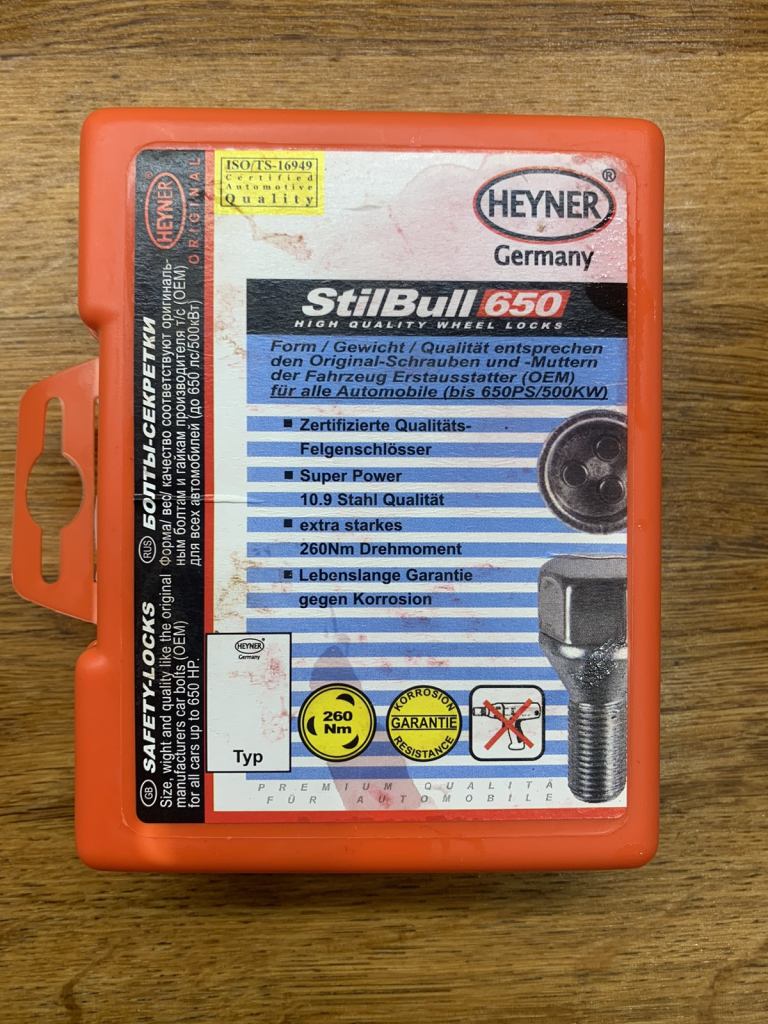 ISO/TS-16949
Certified
Automotive
Quality
HEYNER®
Germany
StilBull 650
HIGH QUALITY WHEEL LOCKS
Form / Gewicht / Qualität entsprechen
den Original-Schrauben und -Muttern
der Fahrzeug Erstausstatter (OEM)
für alle Automobile (bis 650PS/500KW)
Zertifizierte Qualitäts-
Felgenschlösser
Super Power
10.9 Stahl Qualität
extra starkes
260Nm Drehmoment
Lebenslange Garantie
gegen Korrosion
HEYNER
Germany
Typ
260
Nm
KORROSION
GARANTIE
RESISTANCE
PREMIUM QUALITÄ
FÜR AUTOMOBILE
HEYNER®
ORIGINAL
RUS БОЛТЫ-СЕКРЕТКИ
Форма/ вес/ качество соответствуют оригиналь-
ным болтам и гайкам производителя т/с (OEM)
для всех автомобилей (до 650 лс/500кВт)
GB SAFETY-LOCKS
Size, wight and quality like the original
manufacturers car bolts (OEM)
for all cars up to 650 HP.